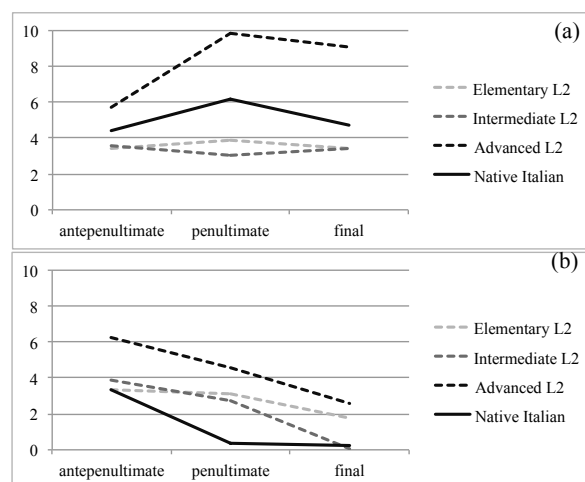 (a)
10
8
6
4
2
0
antepenultimate penultimate final
Elementary L2
Intermediate L2
Advanced L2
Native Italian
(b)
10
8
6
4
2
0
antepenultimate penultimate final
Elementary L2
Intermediate L2
Advanced L2
Native Italian